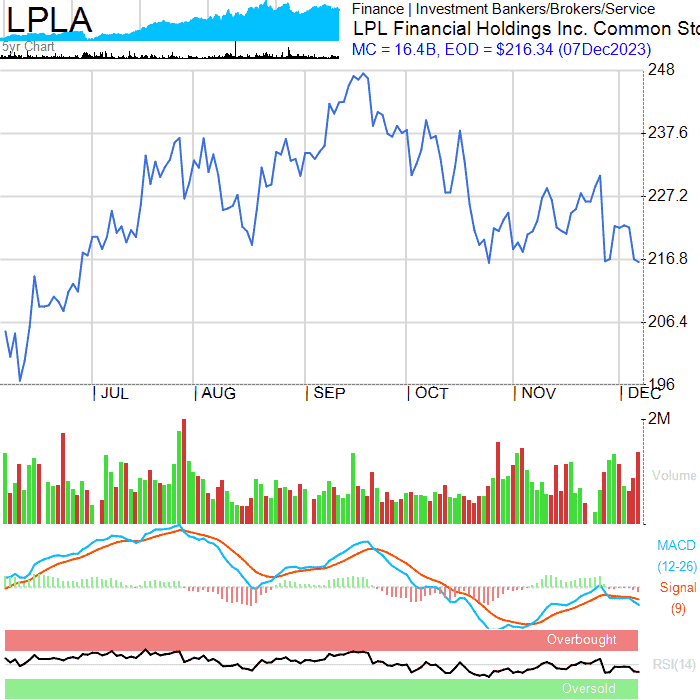 LPLA
5yr Chart
Finance | Investment Bankers/Brokers/Service
LPL Financial Holdings Inc. Common Sto
MC = 16.4B, EOD = $216.34 (07Dec2023)
248
237.6
227.2
216.8
206.4
196
JUL
AUG
SEP
OCT
NOV
DEC
2M
Volume
MACD
(12-26)
Signal
(9)
Overbought
RSI(14)
Oversold